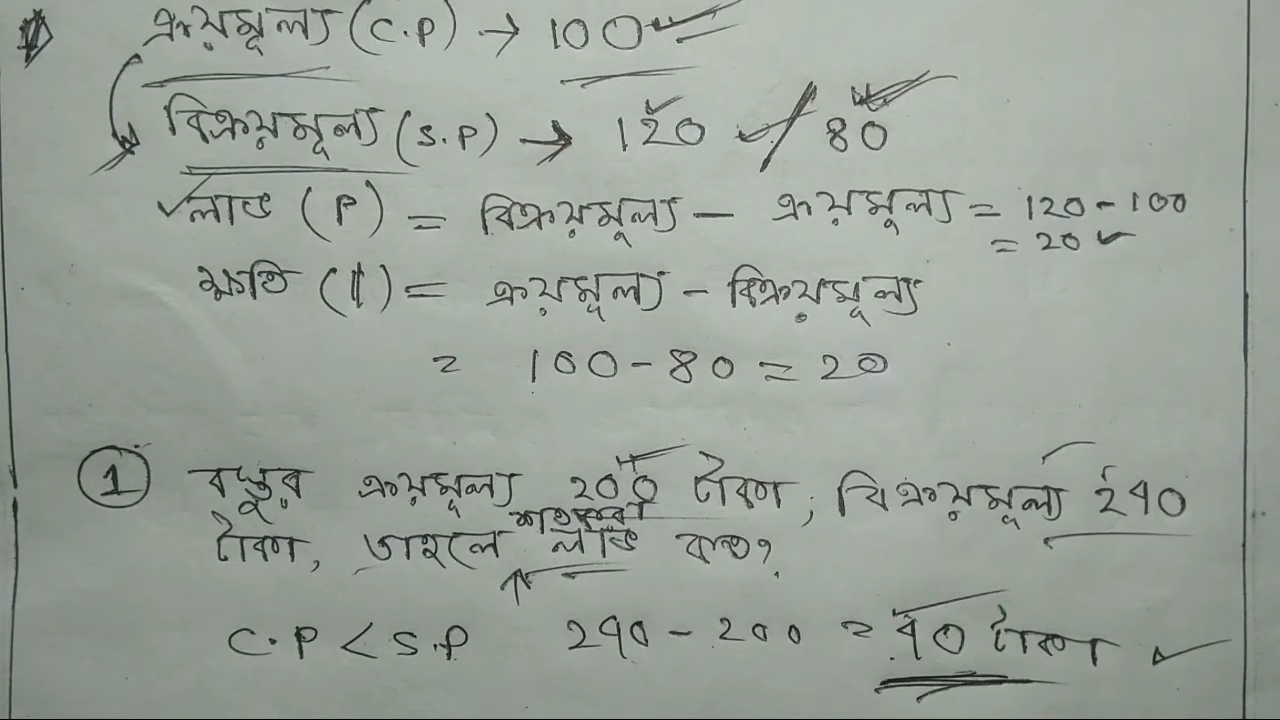 ক্রয়মূল্য (C.P) → 100
বিক্রয়মূল্য (S.P) → 120 / 80
লাভ (P) = বিক্রয়মূল্য - ক্রয়মূল্য = 120-100
= 20
ক্ষতি (l) = ক্রয়মূল্য - বিক্রয়মূল্য
= 100-80 = 20
① বস্তুর ক্রয়মূল্য 200 টাকা, বিক্রয়মূল্য 240
শতকরা
টাকা, তাহলে লাভ কত?
C.P < S.P 240 - 200 = 40 টাকা